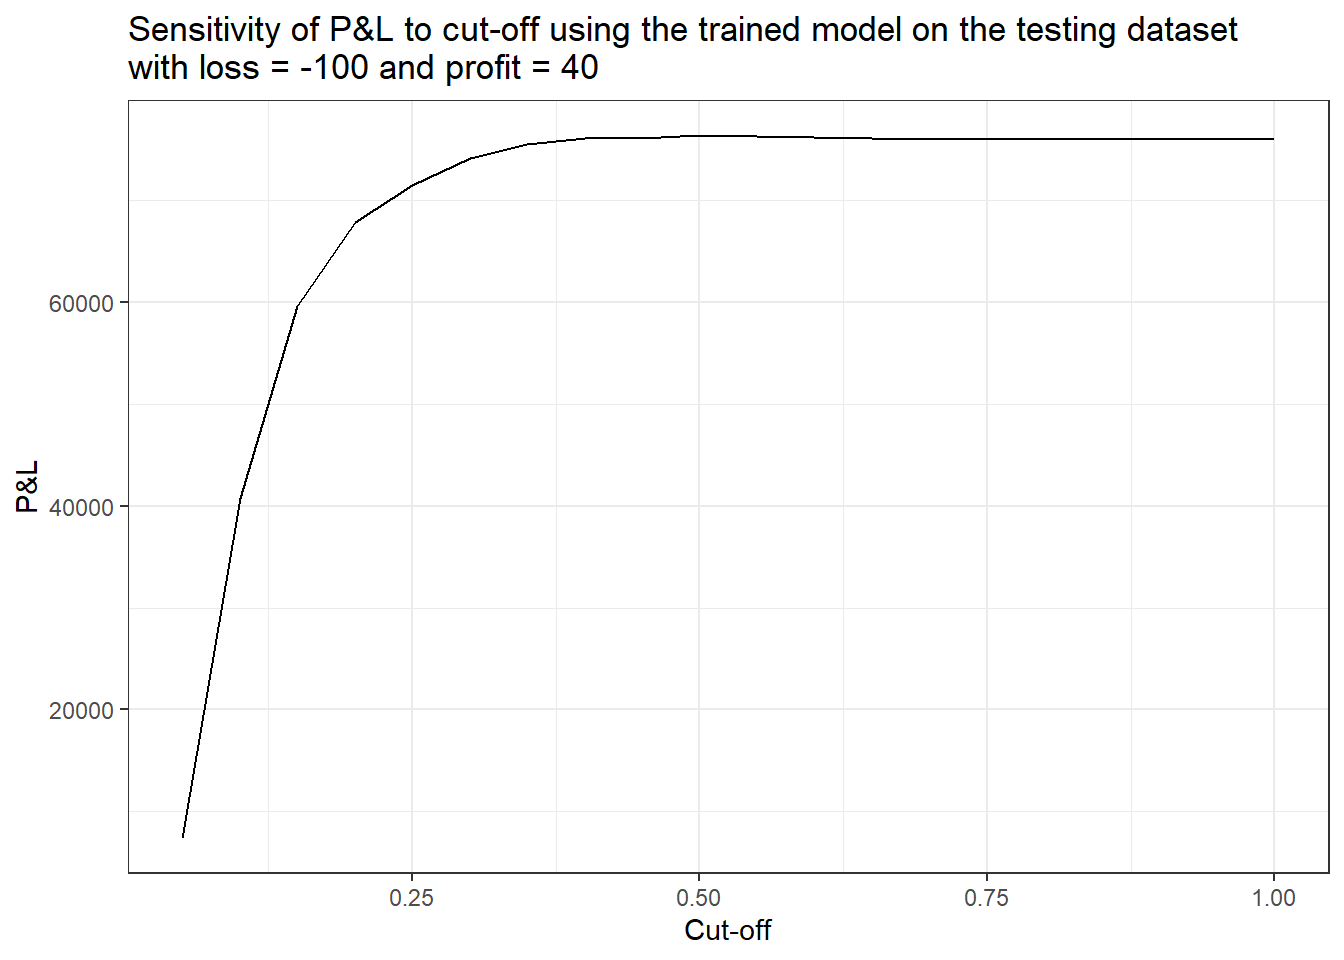 Sensitivity of P&L to cut-off using the trained model on the testing dataset
with loss = -100 and profit = 40
60000
40000
20000
P&L
0.25
0.50
0.75
1.00
Cut-off